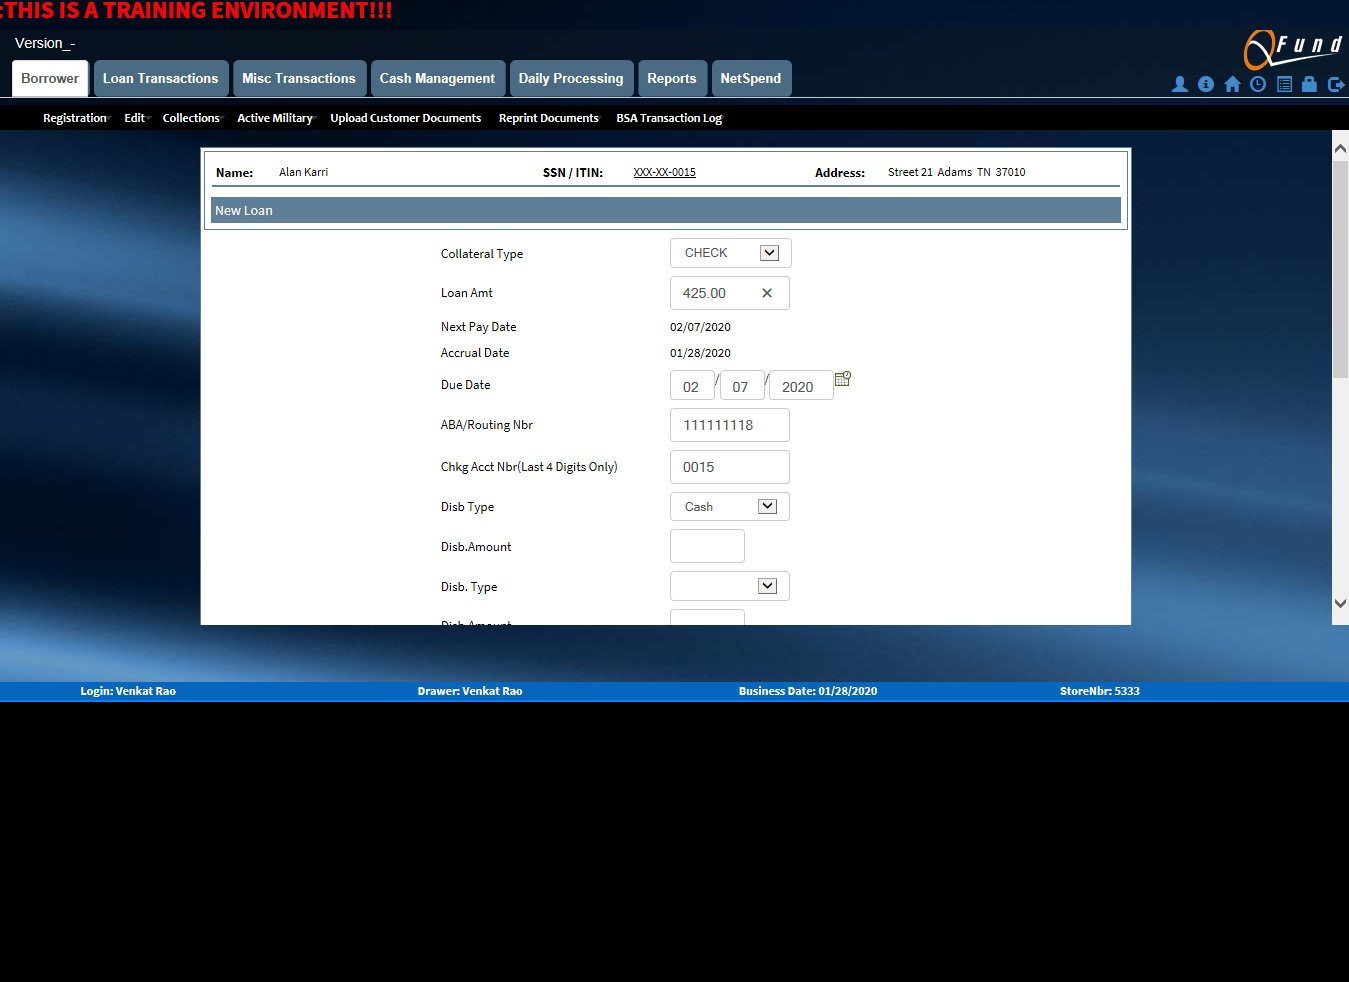 :THIS IS A TRAINING ENVIRONMENT!!!
Version_-
Fund
Borrower Loan Transactions Misc Transactions Cash Management Daily Processing Reports NetSpend
Registration Edit Collections Active Military Upload Customer Documents Reprint Documents BSA Transaction Log
Name: Alan Karri SSN / ITIN: XXX-XX-0015 Address: Street 21 Adams TN 37010
New Loan
Collateral Type CHECK
Loan Amt 425.00
Next Pay Date 02/07/2020
Accrual Date 01/28/2020
Due Date 02 / 07 / 2020
ABA/Routing Nbr 111111118
Chkg Acct Nbr(Last 4 Digits Only) 0015
Disb Type Cash
Disb.Amount
Disb. Type
Disb.Amount
Login: Venkat Rao Drawer: Venkat Rao Business Date: 01/28/2020 StoreNbr: 5333